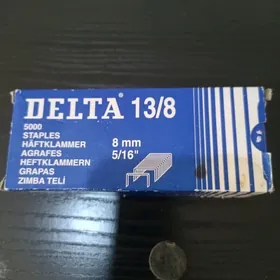 DELTA® 13/8
5000
STAPLES
HÄFTKLAMMER
AGRAFES
HEFTKLAMMERN
GRAPAS
ZIMBA TELİ
8 mm
5/16"